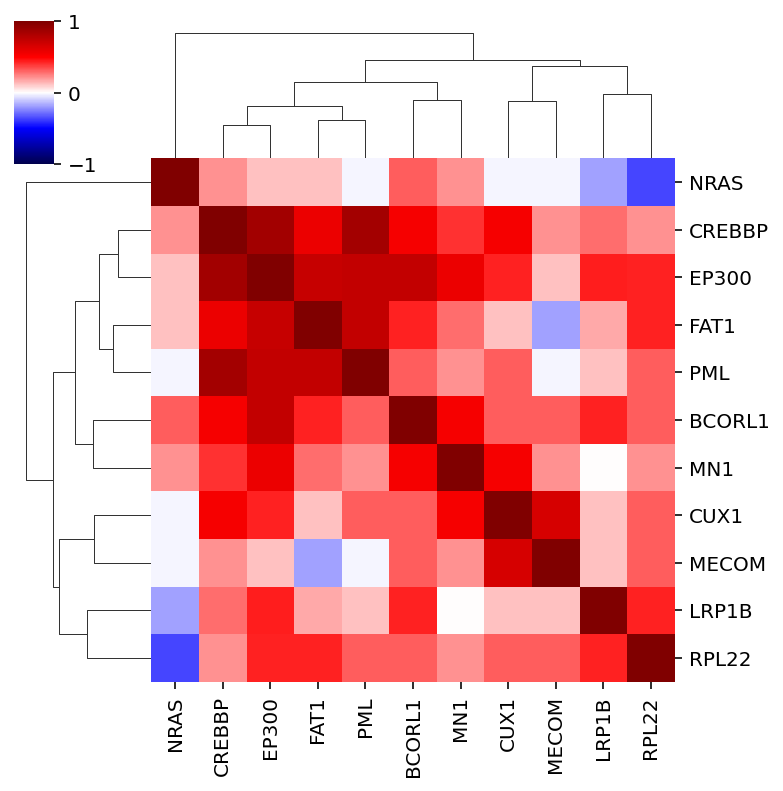 1
0
−1
NRAS
CREBBP
EP300
FAT1
PML
BCORL1
MN1
CUX1
MECOM
LRP1B
RPL22
NRAS
CREBBP
EP300
FAT1
PML
BCORL1
MN1
CUX1
MECOM
LRP1B
RPL22